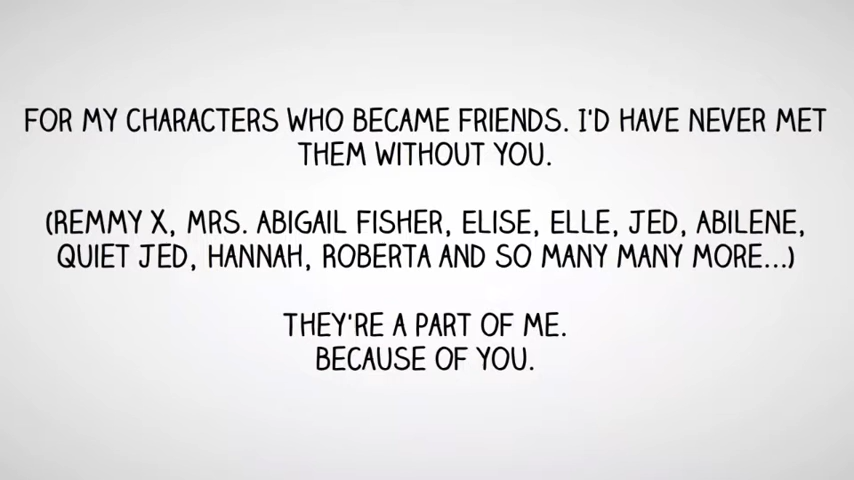 FOR MY CHARACTERS WHO BECAME FRIENDS. I'D HAVE NEVER MET
THEM WITHOUT YOU.
(REMMY X, MRS. ABIGAIL FISHER, ELISE, ELLE, JED, ABILENE,
QUIET JED, HANNAH, ROBERTA AND SO MANY MANY MORE...)
THEY'RE A PART OF ME.
BECAUSE OF YOU.